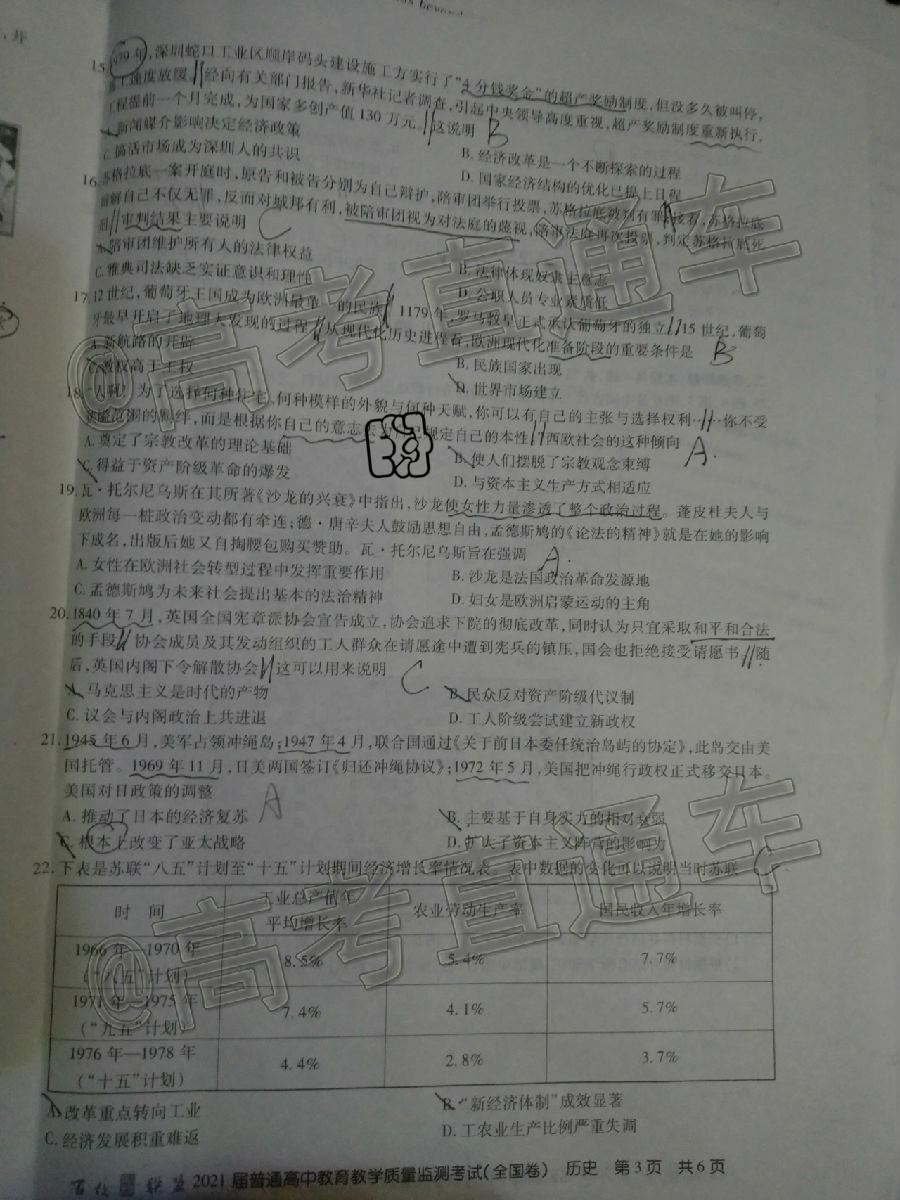 15.1979年,深圳蛇口工业区顺岸码头建设施工方实行了“4分钱奖金”的超产奖励制度,但没多久被叫停,
速度放缓。经向有关部门报告,新华社记者调查,引起中央领导高度重视,超产奖励制度重新执行,
工程提前一个月完成,为国家多创产值130万元。这说明 B
A.新闻媒介影响决定经济政策
B.经济改革是一个不断探索的过程
C.搞活市场成为深圳人的共识
D.国家经济结构的优化已提上日程
16.苏格拉底一案开庭时,原告和被告分别为自己辩护,陪审团举行投票,苏格拉底被判有罪。接着,苏格拉底
辩解自己不仅无罪,反而对城邦有利,被陪审团视为对法庭的蔑视,陪审法庭再次投票,判定苏格拉底死
刑。审判结果主要说明 C
A.陪审团维护所有人的法律权益
B.法律体现奴隶主意志
C.雅典司法缺乏实证意识和理性
D.公职人员专业素质低
17.12世纪,葡萄牙王国成为欧洲最早 的民族 1179年,罗马教皇正式承认葡萄牙的独立。15世纪,葡萄
牙最早开启了地理大发现的过程。从现代化历史进程看,欧洲现代化准备阶段的重要条件是 B
A.新航路的开辟
B.民族国家出现
C.教权高于王权
D.世界市场建立
18.人啊!为了选择何种住宅,何种模样的外貌与何种天赋,你可以有自己的主张与选择权利……你不受
的羁绊,而是根据你自己的意志 规定自己的本性。西欧社会的这种倾向 A.
A.奠定了宗教改革的理论基础
B.使人们摆脱了宗教观念束缚
C.得益于资产阶级革命的爆发
D.与资本主义生产方式相适应
19.瓦·托尔尼乌斯在其所著《沙龙的兴衰》中指出,沙龙使女性力量渗透了整个政治过程。蓬皮杜夫人与
欧洲每一桩政治变动都有牵连;德·唐辛夫人鼓励思想自由,孟德斯鸠的《论法的精神》就是在她的影响
下成名,出版后她又自掏腰包购买赞助。瓦·托尔尼乌斯旨在强调 A.
A.女性在欧洲社会转型过程中发挥重要作用
B.沙龙是法国政治革命发源地
C.孟德斯鸠为未来社会提出基本的法治精神
D.妇女是欧洲启蒙运动的主角
20.1840年7月,英国全国宪章派协会宣告成立,协会追求下院的彻底改革,同时认为只宜采取和平和合法
的手段。协会成员及其发动组织的工人群众在请愿途中遭到宪兵的镇压,国会也拒绝接受请愿书。随
后,英国内阁下令解散协会。这可以用来说明 C
A.马克思主义是时代的产物
B.民众反对资产阶级代议制
C.议会与内阁政治上共进退
D.工人阶级尝试建立新政权
21.1945年6月,美军占领冲绳岛;1947年4月,联合国通过《关于前日本委任统治岛屿的协定》,此岛交由美
国托管。1969年11月,日美两国签订《归还冲绳协议》;1972年5月,美国把冲绳行政权正式移交日本。
美国对日政策的调整 A
A.推动了日本的经济复苏
B.主要基于自身实力的相对衰弱
C.根本上改变了亚太战略
D.扩大了资本主义阵营的影响力
22.下表是苏联“八五”计划至“十五”计划期间经济增长率情况表。表中数据的变化可以说明当时苏联 C
时 间 工业总产值年平均增长率 农业劳动生产率 国民收入年增长率
1966年—1970年(“八五”计划) 8.5% 5.4% 7.7%
1971年—1975年(“九五”计划) 7.4% 4.1% 5.7%
1976年—1978年(“十五”计划) 4.4% 2.8% 3.7%
A.改革重点转向工业
B.“新经济体制”成效显著
C.经济发展积重难返
D.工农业生产比例严重失调
2021届普通高中教育教学质量监测考试(全国卷) 历史 第3页 共6页
@高考直通车
@高考直通车